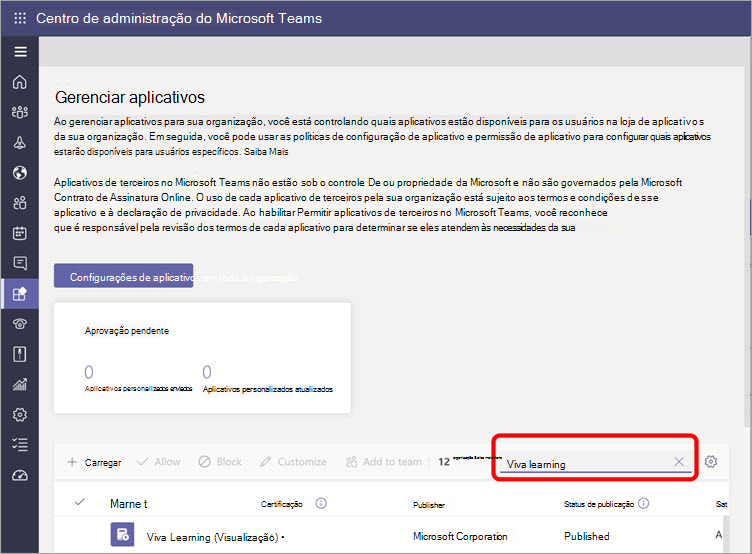 Centro de administração do Microsoft Teams
Gerenciar aplicativos
Ao gerenciar aplicativos para sua organização, você está controlando quais aplicativos estão disponíveis para os usuários na loja de aplicativos
da sua organização. Em seguida, você pode usar as políticas de configuração de aplicativo e permissão de aplicativo para configurar quais aplicativos
estarão disponíveis para usuários específicos. Saiba Mais
Aplicativos de terceiros no Microsoft Teams não estão sob o controle De ou propriedade da Microsoft e não são governados pela Microsoft
Contrato de Assinatura Online. O uso de cada aplicativo de terceiros pela sua organização está sujeito aos termos e condições desse
aplicativo e à declaração de privacidade. Ao habilitar Permitir aplicativos de terceiros no Microsoft Teams, você reconhece
que é responsável pela revisão dos termos de cada aplicativo para determinar se eles atendem às necessidades da sua
Configurações de aplicativos em toda a organização
Aprovação pendente
0 0
Aplicativos personalizados enviados Aplicativos personalizados atualizados
+ Carregar Allow Block Customize Add to team | 12 Viva learning
Marne t Certificação Publisher Status de publicação Sat
Viva Learning (Visualização) • Microsoft Corporation Published A